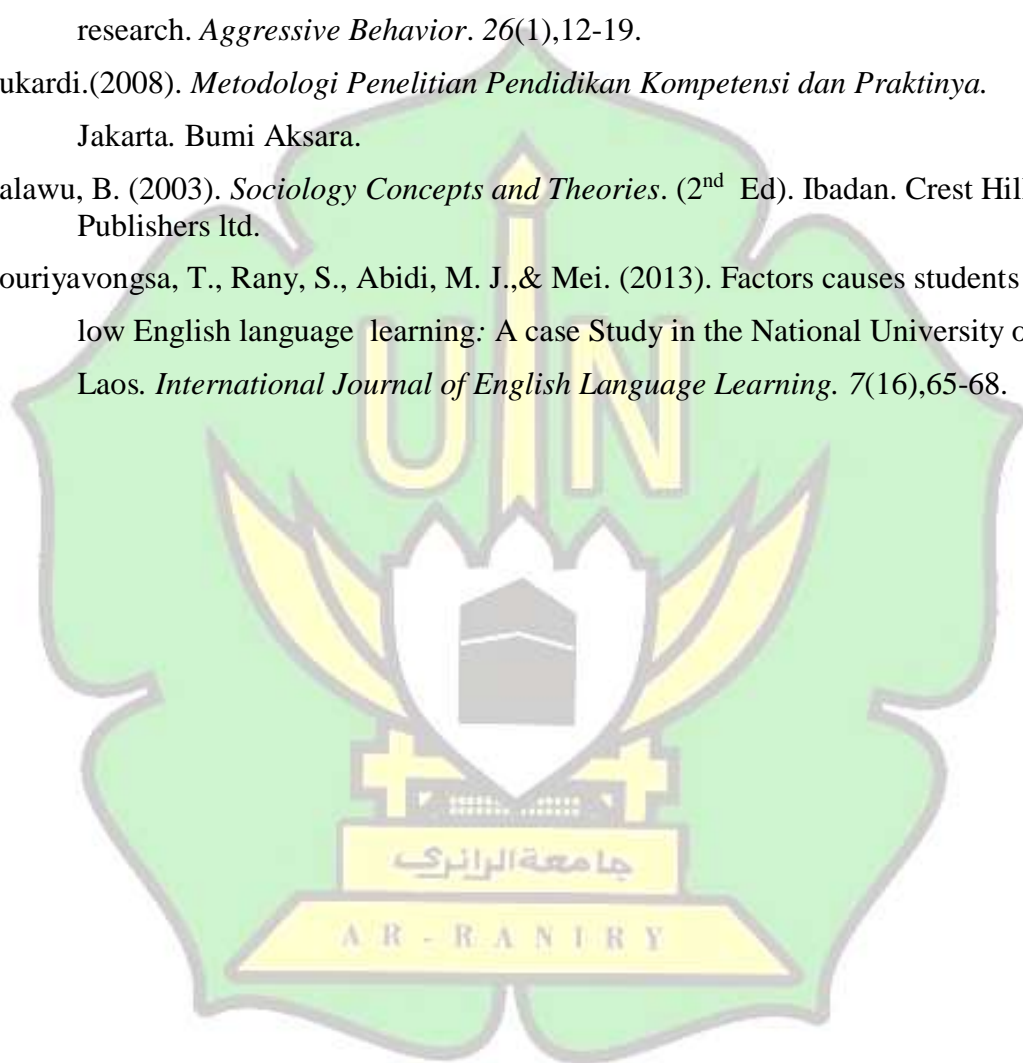 research. Aggressive Behavior. 26(1),12-19.
ukardi.(2008). Metodologi Penelitian Pendidikan Kompetensi dan Praktinya.
Jakarta. Bumi Aksara.
alawu, B. (2003). Sociology Concepts and Theories. (2nd Ed). Ibadan. Crest Hill
Publishers ltd.
ouriyavongsa, T., Rany, S., Abidi, M. J.,& Mei. (2013). Factors causes students
low English language learning: A case Study in the National University o
Laos. International Journal of English Language Learning. 7(16),65-68.
UIN
جامعة الرانري
AR-RANIRY